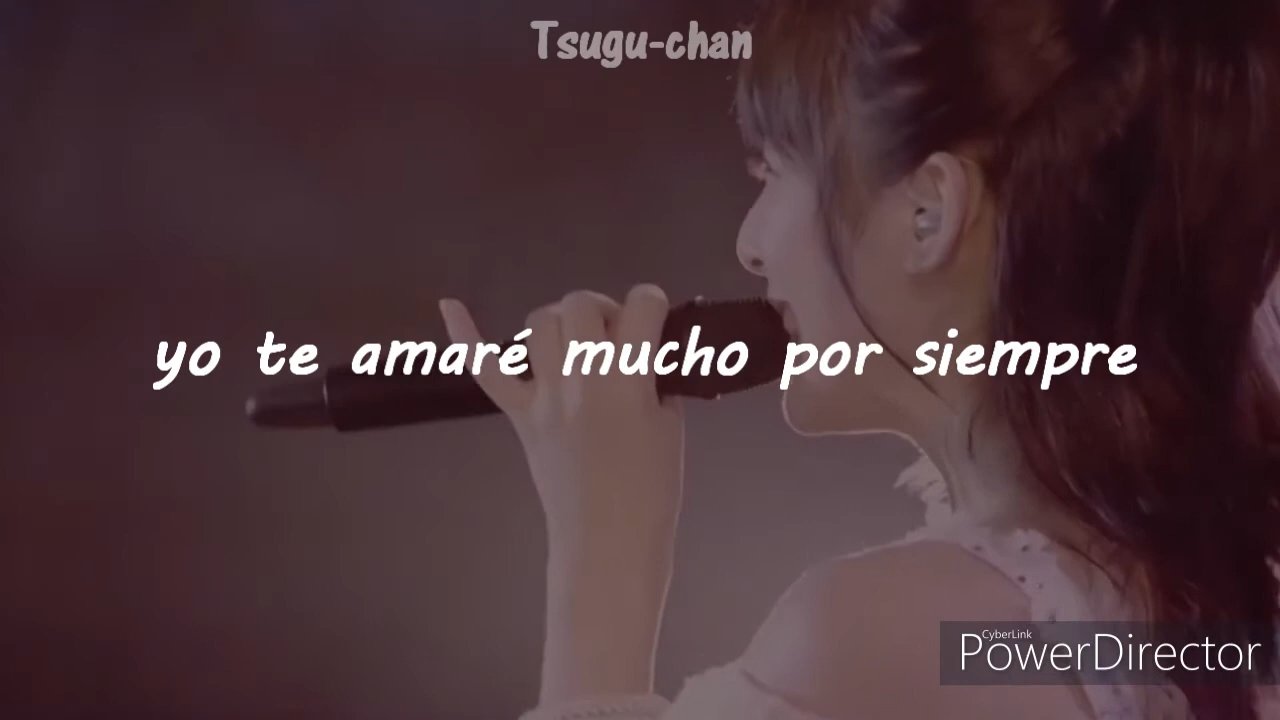 Tsugu-chan
yo te amaré mucho por siempre
CyberLink
PowerDirector